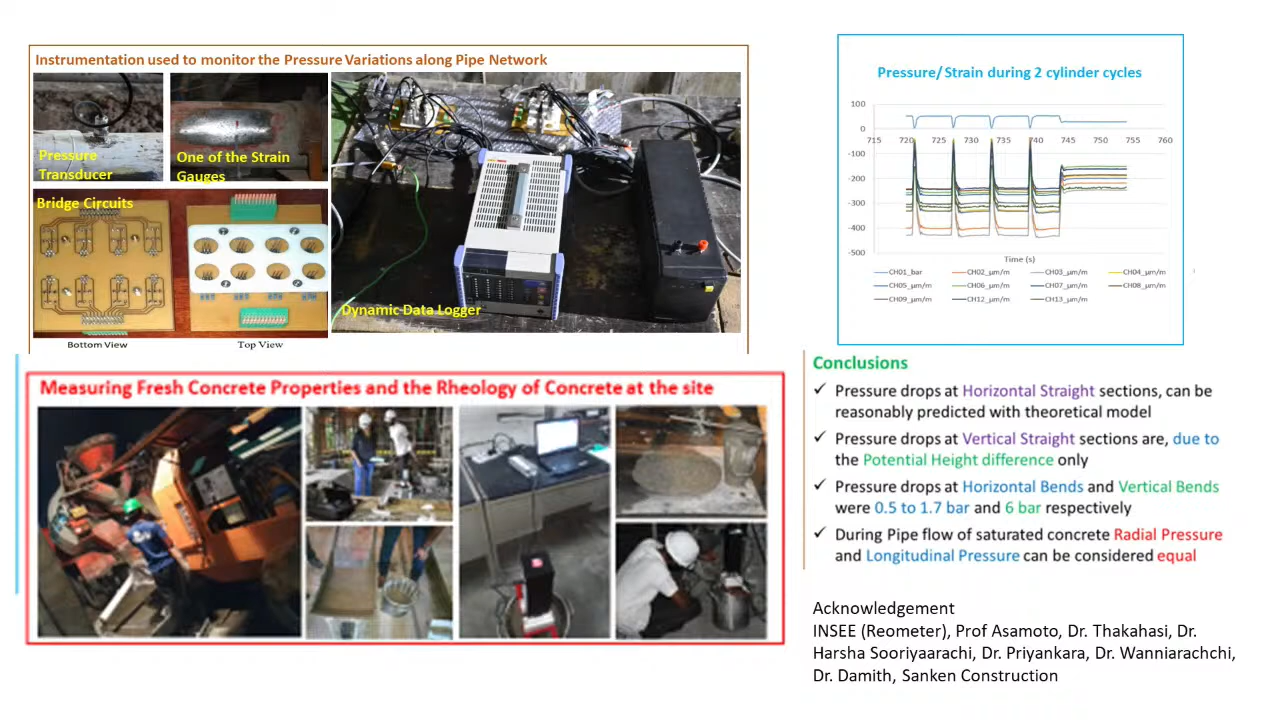 Instrumentation used to monitor the Pressure Variations along Pipe Network
Pressure
Transducer
One of the Strain
Gauges
Bridge Circuits
Dynamic Data Logger
Bottom View
Top View
Pressure/ Strain during 2 cylinder cycles
100
0
715 720 725 730 735 740 745 750 755 760
-100
-200
-300
-400
-500
Time (s)
CH01_bar CH02_µm/m CH03_µm/m CH04_µm/m
CH05_µm/m CH06_µm/m CH07_µm/m CH08_µm/m
CH09_µm/m CH12_µm/m CH13_µm/m
Measuring Fresh Concrete Properties and the Rheology of Concrete at the site
Conclusions
✓ Pressure drops at Horizontal Straight sections, can be
reasonably predicted with theoretical model
✓ Pressure drops at Vertical Straight sections are, due to
the Potential Height difference only
✓ Pressure drops at Horizontal Bends and Vertical Bends
were 0.5 to 1.7 bar and 6 bar respectively
✓ During Pipe flow of saturated concrete Radial Pressure
and Longitudinal Pressure can be considered equal
Acknowledgement
INSEE (Reometer), Prof Asamoto, Dr. Thakahasi, Dr.
Harsha Sooriyaarachi, Dr. Priyankara, Dr. Wanniarachchi,
Dr. Damith, Sanken Construction